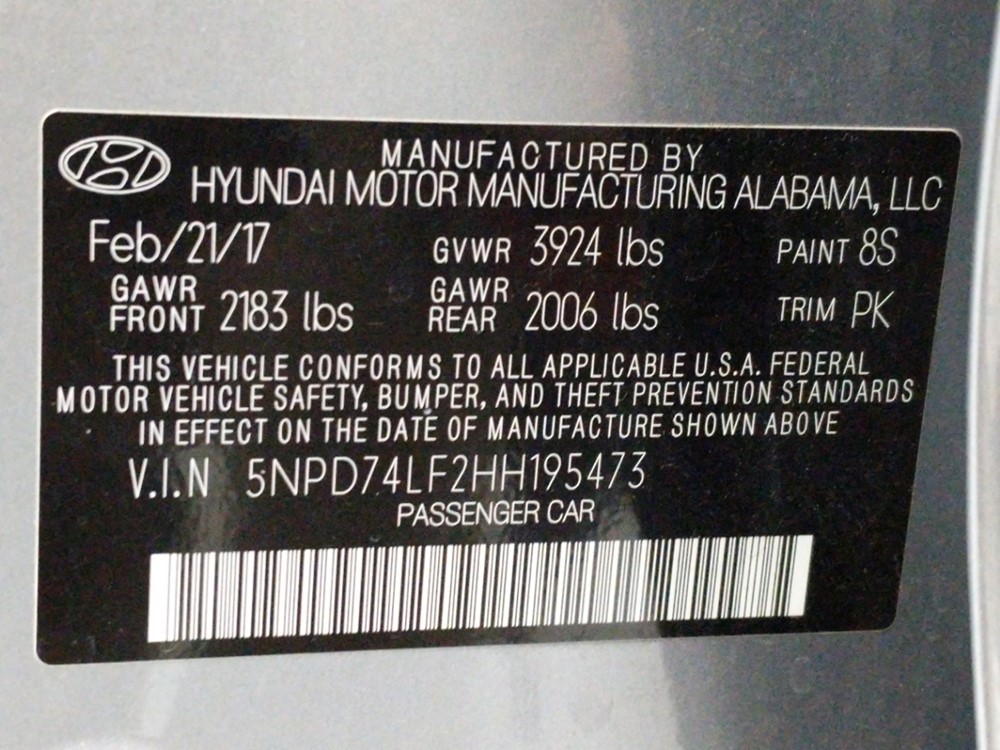 MANUFACTURED BY
HYUNDAI MOTOR MANUFACTURING ALABAMA, LLC
Feb/21/17 GVWR 3924 lbs PAINT 8S
GAWR FRONT 2183 lbs GAWR REAR 2006 lbs TRIM PK
THIS VEHICLE CONFORMS TO ALL APPLICABLE U.S.A. FEDERAL
MOTOR VEHICLE SAFETY, BUMPER, AND THEFT PREVENTION STANDARDS
IN EFFECT ON THE DATE OF MANUFACTURE SHOWN ABOVE
V.I.N 5NPD74LF2HH195473
PASSENGER CAR